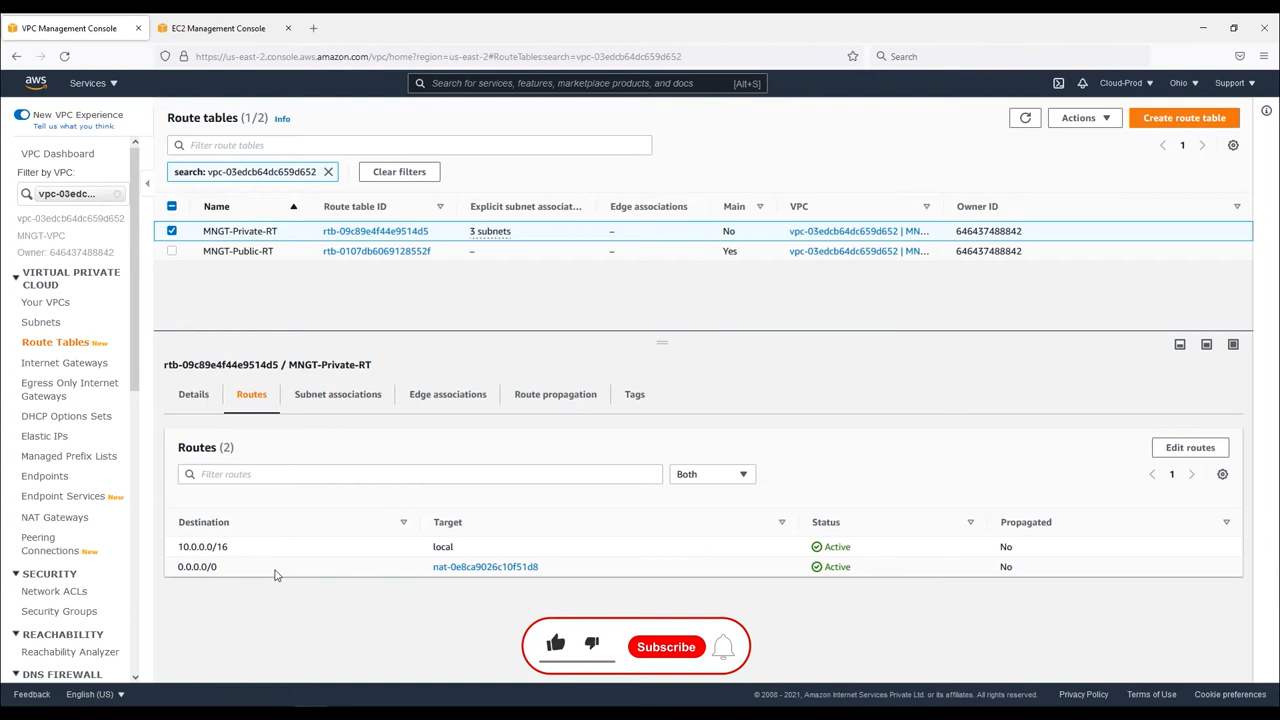 VPC Management Console
EC2 Management Console
https://us-east-2.console.aws.amazon.com/vpc/home?region=us-east-2#RouteTables:search=vpc-03edcb64dc659d652
Search
aws
Services
Search for services, features, marketplace products, and docs
[Alt+S]
Cloud-Prod
Ohio
Support
New VPC Experience
Tell us what you think
VPC Dashboard
Filter by VPC:
vpc-03edc...
vpc-03edcb64dc659d652
MNGT-VPC
Owner: 646437488842
VIRTUAL PRIVATE
CLOUD
Your VPCs
Subnets
Route Tables New
Internet Gateways
Egress Only Internet
Gateways
DHCP Options Sets
Elastic IPs
Managed Prefix Lists
Endpoints
Endpoint Services New
NAT Gateways
Peering
Connections New
SECURITY
Network ACLs
Security Groups
REACHABILITY
Reachability Analyzer
DNS FIREWALL
Route tables (1/2) Info
Actions
Create route table
Filter route tables
1
search: vpc-03edcb64dc659d652
Clear filters
Name Route table ID Explicit subnet associat... Edge associations Main VPC Owner ID
MNGT-Private-RT rtb-09c89e4f44e9514d5 3 subnets – No vpc-03edcb64dc659d652 | MN... 646437488842
MNGT-Public-RT rtb-0107db6069128552f – – Yes vpc-03edcb64dc659d652 | MN... 646437488842
rtb-09c89e4f44e9514d5 / MNGT-Private-RT
Details Routes Subnet associations Edge associations Route propagation Tags
Routes (2)
Edit routes
Filter routes
Both
1
Destination Target Status Propagated
10.0.0.0/16 local Active No
0.0.0.0/0 nat-0e8ca9026c10f51d8 Active No
Subscribe
Feedback
English (US)
© 2008 - 2021, Amazon Internet Services Private Ltd. or its affiliates. All rights reserved.
Privacy Policy
Terms of Use
Cookie preferences